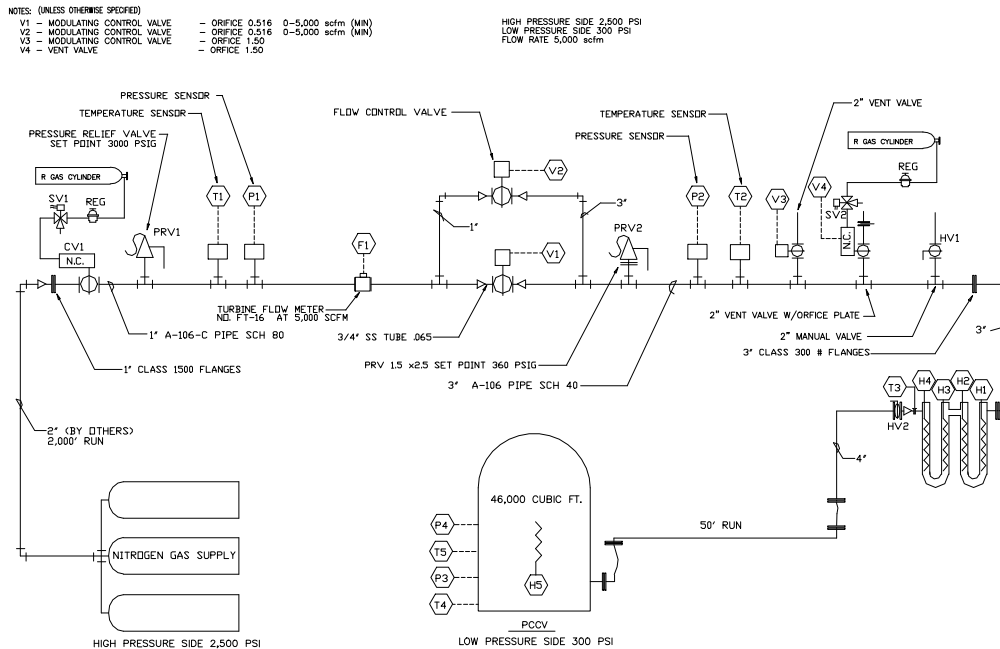 NOTES: (UNLESS OTHERWISE SPECIFIED)
V1 - MODULATING CONTROL VALVE - ORIFICE 0.516 0-5,000 scfm (MIN)
V2 - MODULATING CONTROL VALVE - ORIFICE 0.516 0-5,000 scfm (MIN)
V3 - MODULATING CONTROL VALVE - ORFICE 1.50
V4 - VENT VALVE - ORFICE 1.50
HIGH PRESSURE SIDE 2,500 PSI
LOW PRESSURE SIDE 300 PSI
FLOW RATE 5,000 scfm
PRESSURE SENSOR
TEMPERATURE SENSOR
PRESSURE RELIEF VALVE
SET POINT 3000 PSIG
FLOW CONTROL VALVE
TEMPERATURE SENSOR
PRESSURE SENSOR
2" VENT VALVE
R GAS CYLINDER
R GAS CYLINDER
SV1
REG
T1
P1
V2
P2
T2
V3
V4
REG
SV2
1"
3"
CV1
N.C.
PRV1
F1
V1
PRV2
N.C.
HV1
TURBINE FLOW METER
NO. FT-16 AT 5,000 SCFM
1" A-106-C PIPE SCH 80
3/4" SS TUBE .065
2" VENT VALVE W/ORFICE PLATE
2" MANUAL VALVE
3"
3" CLASS 300 # FLANGES
1" CLASS 1500 FLANGES
PRV 1.5 x2.5 SET POINT 360 PSIG
3" A-106 PIPE SCH 40
T3
H4
H3
H2
H1
HV2
2" (BY OTHERS)
2,000' RUN
4"
46,000 CUBIC FT.
50' RUN
P4
T5
P3
T4
H5
NITROGEN GAS SUPPLY
PCCV
HIGH PRESSURE SIDE 2,500 PSI
LOW PRESSURE SIDE 300 PSI